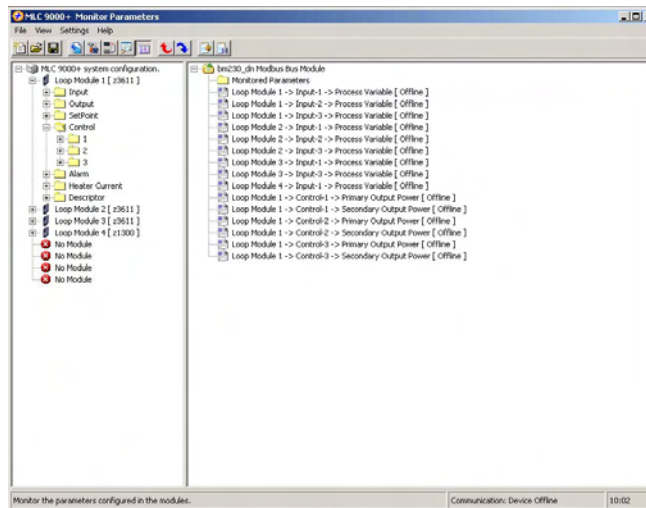 MLC 9000+ Monitor Parameters
File View Settings Help
MLC 9000+ system configuration.
Loop Module 1 [ z3611 ]
Input
Output
SetPoint
Control
1
2
3
Alarm
Heater Current
Descriptor
Loop Module 2 [ z3611 ]
Loop Module 3 [ z3611 ]
Loop Module 4 [ z1300 ]
No Module
No Module
No Module
No Module
bm230_dn Modbus Bus Module
Monitored Parameters
Loop Module 1 -> Input-1 -> Process Variable [ Offline ]
Loop Module 1 -> Input-2 -> Process Variable [ Offline ]
Loop Module 1 -> Input-3 -> Process Variable [ Offline ]
Loop Module 2 -> Input-1 -> Process Variable [ Offline ]
Loop Module 2 -> Input-2 -> Process Variable [ Offline ]
Loop Module 2 -> Input-3 -> Process Variable [ Offline ]
Loop Module 3 -> Input-1 -> Process Variable [ Offline ]
Loop Module 3 -> Input-3 -> Process Variable [ Offline ]
Loop Module 4 -> Input-1 -> Process Variable [ Offline ]
Loop Module 1 -> Control-1 -> Primary Output Power [ Offline ]
Loop Module 1 -> Control-1 -> Secondary Output Power [ Offline ]
Loop Module 1 -> Control-2 -> Primary Output Power [ Offline ]
Loop Module 1 -> Control-2 -> Secondary Output Power [ Offline ]
Loop Module 1 -> Control-3 -> Primary Output Power [ Offline ]
Loop Module 1 -> Control-3 -> Secondary Output Power [ Offline ]
Monitor the parameters configured in the modules.
Communication: Device Offline
10:02